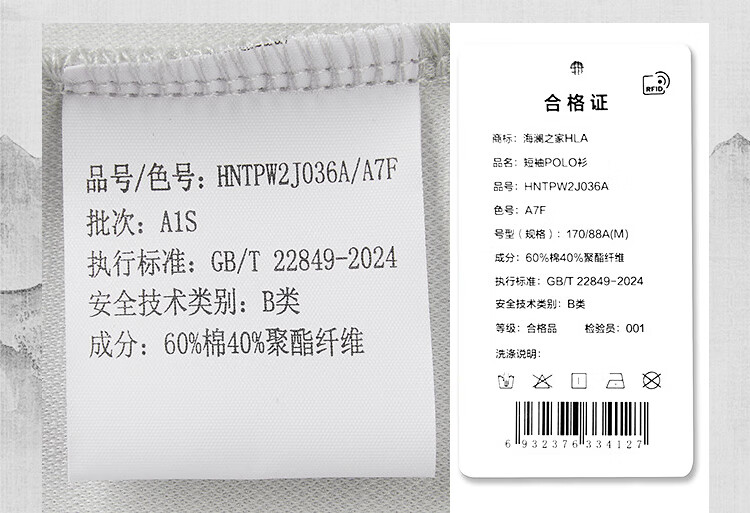 品号/色号: HNTPW2J036A/A7F
批次: A1S
执行标准: GB/T 22849-2024
安全技术类别: B类
成分: 60%棉40%聚酯纤维
RFID
合格证
商标: 海澜之家HLA
品名: 短袖POLO衫
品号: HNTPW2J036A
色号: A7F
号型(规格): 170/88A(M)
成分: 60%棉40%聚酯纤维
执行标准: GB/T 22849-2024
安全技术类别: B类
等级: 合格品 检验员: 001
洗涤说明:
6 932376 334127